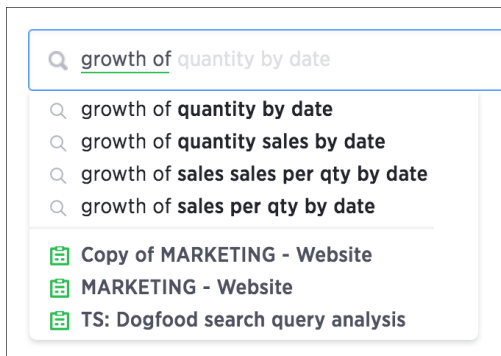 growth of quantity by date
growth of quantity by date
growth of quantity sales by date
growth of sales sales per qty by date
growth of sales per qty by date
Copy of MARKETING - Website
MARKETING - Website
TS: Dogfood search query analysis